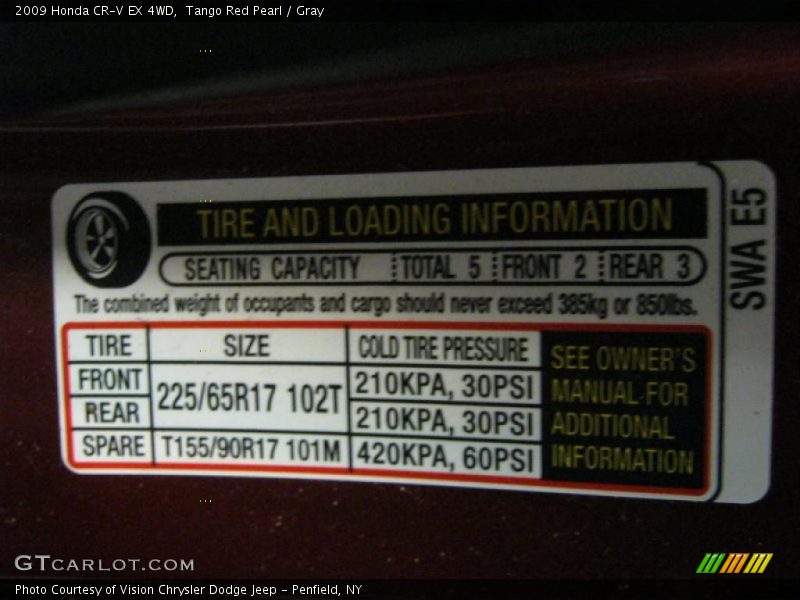 2009 Honda CR-V EX 4WD, Tango Red Pearl / Gray
TIRE AND LOADING INFORMATION
SEATING CAPACITY TOTAL 5 FRONT 2 REAR 3
The combined weight of occupants and cargo should never exceed 385kg or 850lbs.
TIRE SIZE COLD TIRE PRESSURE
FRONT 225/65R17 102T 210KPA, 30PSI
REAR 210KPA, 30PSI
SPARE T155/90R17 101M 420KPA, 60PSI
SEE OWNER'S
MANUAL FOR
ADDITIONAL
INFORMATION
SWA E5
GTCARLOT.COM
Photo Courtesy of Vision Chrysler Dodge Jeep - Penfield, NY